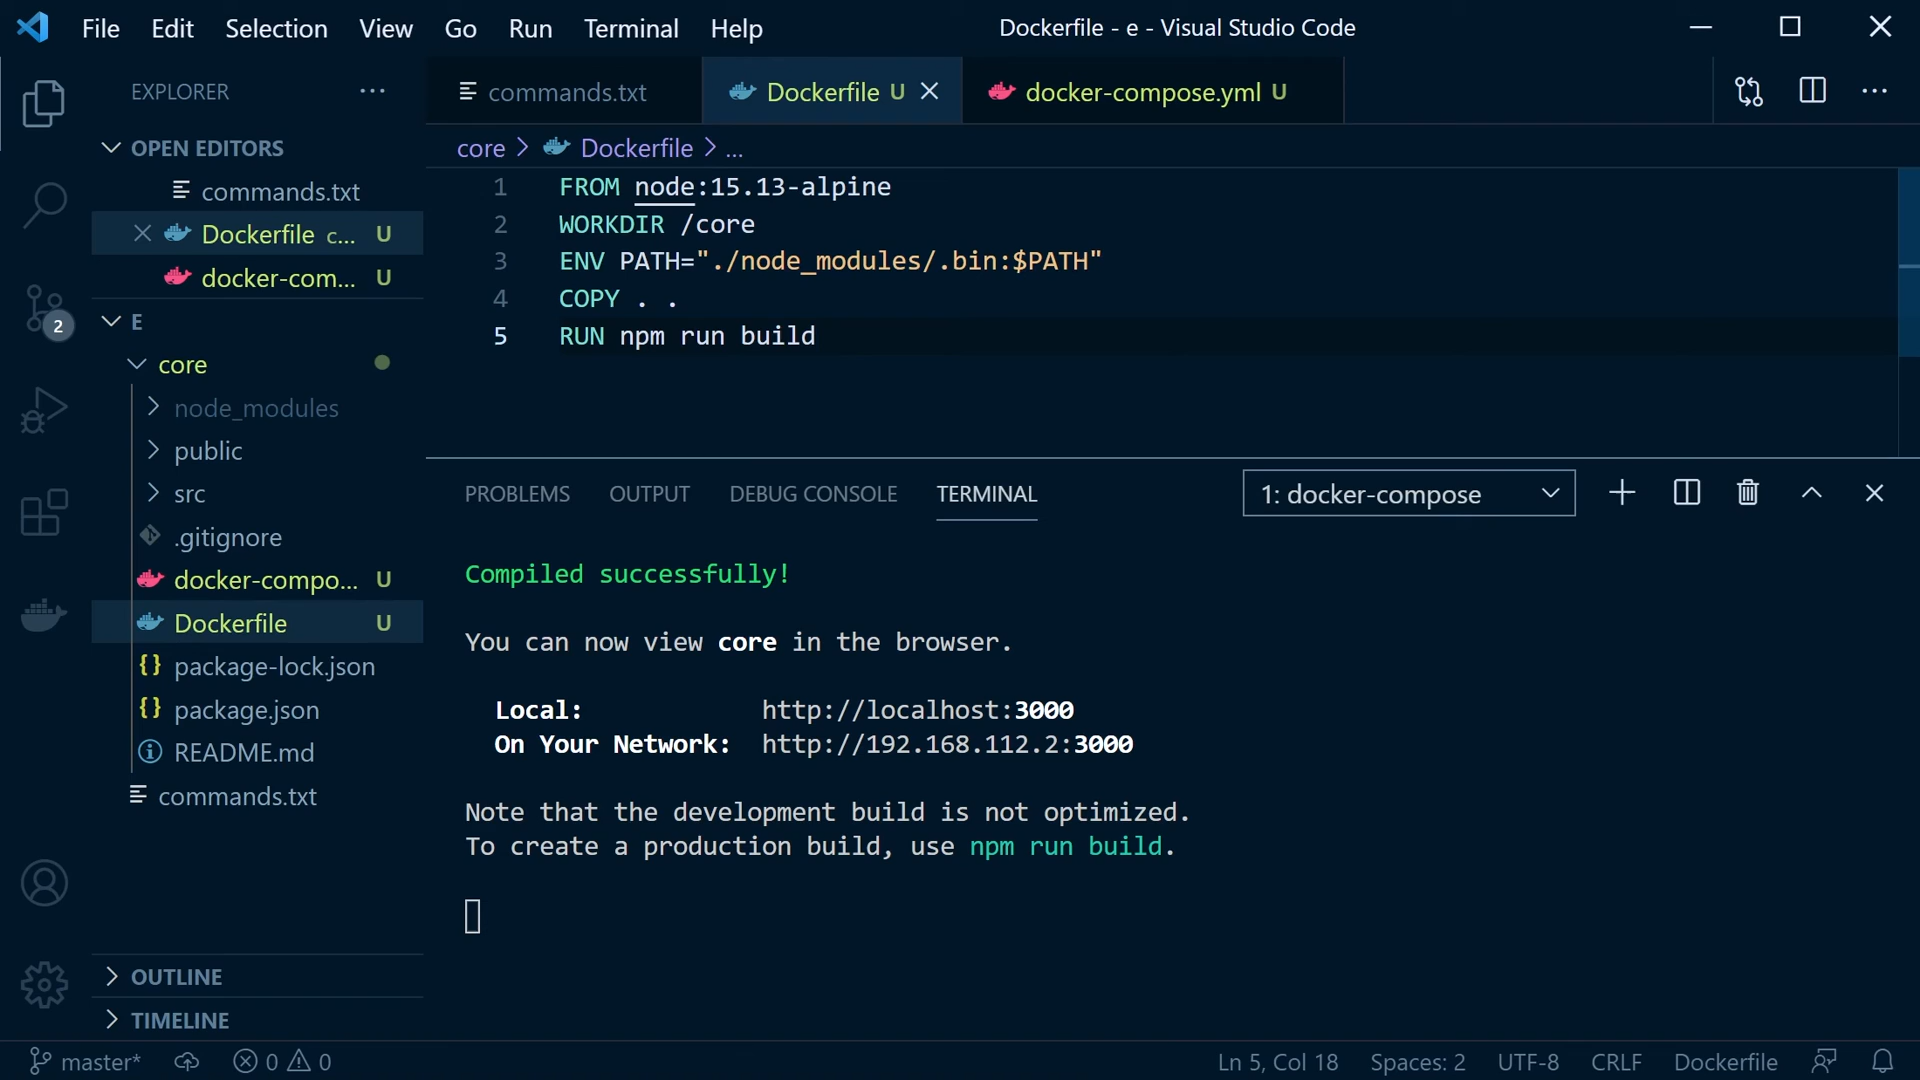 File Edit Selection View Go Run Terminal Help Dockerfile - e - Visual Studio Code
EXPLORER
commands.txt Dockerfile U docker-compose.yml U
OPEN EDITORS
commands.txt
Dockerfile c... U
docker-com... U
E
core
node_modules
public
src
.gitignore
docker-compo... U
Dockerfile U
package-lock.json
package.json
README.md
commands.txt
OUTLINE
TIMELINE
2
core > Dockerfile > ...
1 FROM node:15.13-alpine
2 WORKDIR /core
3 ENV PATH="./node_modules/.bin:$PATH"
4 COPY . .
5 RUN npm run build
PROBLEMS OUTPUT DEBUG CONSOLE TERMINAL 1: docker-compose
Compiled successfully!
You can now view core in the browser.
Local: http://localhost:3000
On Your Network: http://192.168.112.2:3000
Note that the development build is not optimized.
To create a production build, use npm run build.
master* 0 0 Ln 5, Col 18 Spaces: 2 UTF-8 CRLF Dockerfile